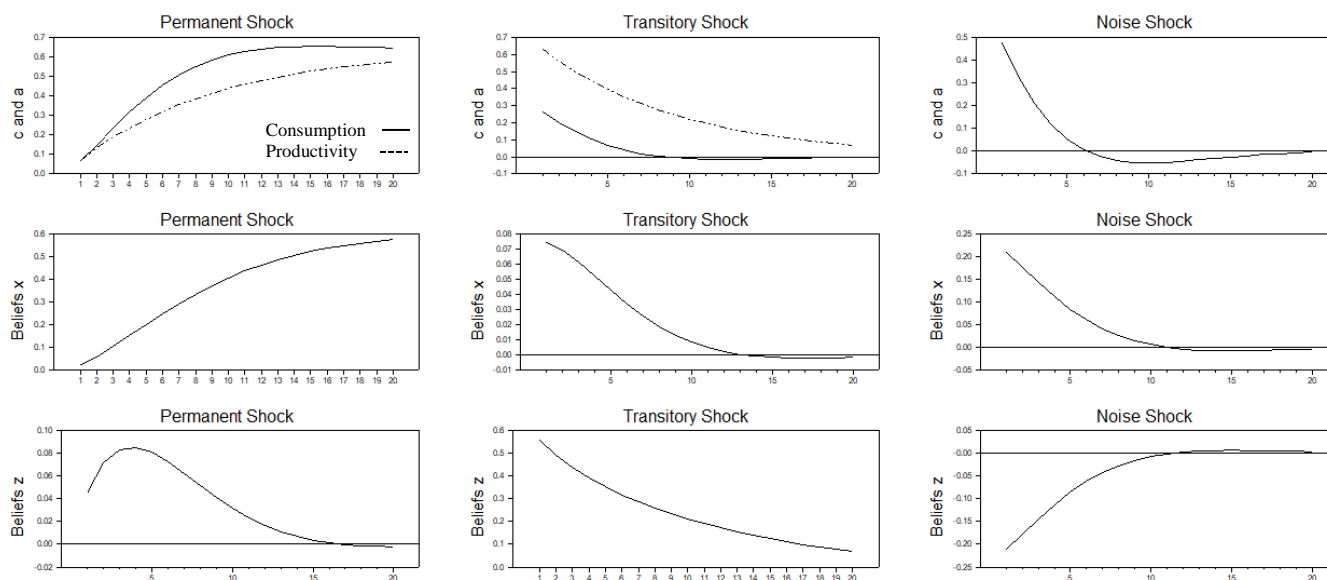 Permanent Shock
c and a
0.7
0.6
0.5
0.4
0.3
0.2
0.1
0.0
Consumption
Productivity
1 2 3 4 5 6 7 8 9 10 11 12 13 14 15 16 17 18 19 20
Transitory Shock
0.7
0.6
0.5
0.4
0.3
0.2
0.1
0.0
-0.1
c and a
5 10 15 20
Noise Shock
c and a
0.5
0.4
0.3
0.2
0.1
0.0
-0.1
5 10 15 20
Permanent Shock
Beliefs x
0.6
0.5
0.4
0.3
0.2
0.1
0.0
1 2 3 4 5 6 7 8 9 10 11 12 13 14 15 16 17 18 19 20
Transitory Shock
Beliefs x
0.08
0.07
0.06
0.05
0.04
0.03
0.02
0.01
0.00
-0.01
5 10 15 20
Noise Shock
Beliefs x
0.25
0.20
0.15
0.10
0.05
0.00
-0.05
5 10 15 20
Permanent Shock
Beliefs z
0.10
0.08
0.06
0.04
0.02
0.00
-0.02
5 10 15 20
Transitory Shock
Beliefs z
0.6
0.5
0.4
0.3
0.2
0.1
0.0
1 2 3 4 5 6 7 8 9 10 11 12 13 14 15 16 17 18 19 20
Noise Shock
Beliefs z
0.05
-0.00
-0.05
-0.10
-0.15
-0.20
-0.25
5 10 15 20